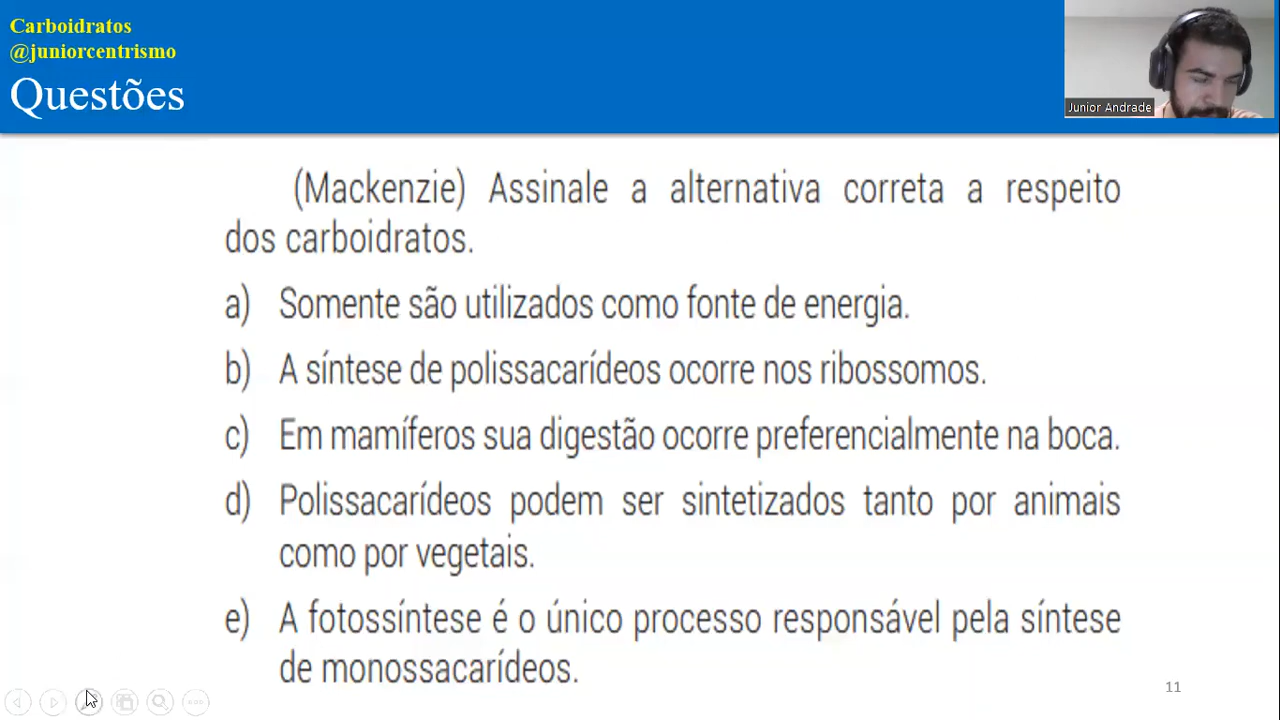 Carboidratos
@juniorcentrismo
Questões
Junior Andrade
(Mackenzie) Assinale a alternativa correta a respeito
dos carboidratos.
a) Somente são utilizados como fonte de energia.
b) A síntese de polissacarídeos ocorre nos ribossomos.
c) Em mamíferos sua digestão ocorre preferencialmente na boca.
d) Polissacarídeos podem ser sintetizados tanto por animais
como por vegetais.
e) A fotossíntese é o único processo responsável pela síntese
de monossacarídeos.
11